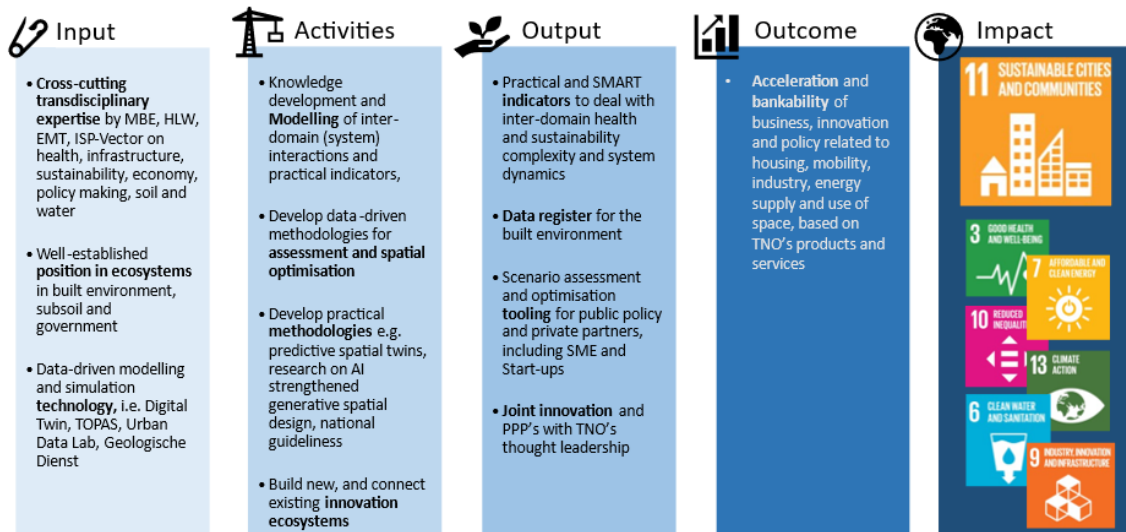 Input
• Cross-cutting
transdisciplinary
expertise by MBE, HLW,
EMT, ISP-Vector on
health, infrastructure,
sustainability, economy,
policy making, soil and
water
• Well-established
position in ecosystems
in built environment,
subsoil and
government
• Data-driven modelling
and simulation
technology, i.e. Digital
Twin, TOPAS, Urban
Data Lab, Geologische
Dienst
Activities
• Knowledge
development and
Modelling of inter-
domain (system)
interactions and
practical indicators,
• Develop data-driven
methodologies for
assessment and spatial
optimisation
• Develop practical
methodologies e.g.
predictive spatial twins,
research on AI
strengthened
generative spatial
design, national
guideliness
• Build new, and connect
existing innovation
ecosystems
Output
• Practical and SMART
indicators to deal with
inter-domain health
and sustainability
complexity and system
dynamics
• Data register for the
built environment
• Scenario assessment
and optimisation
tooling for public policy
and private partners,
including SME and
Start-ups
• Joint innovation and
PPP's with TNO's
thought leadership
Outcome
• Acceleration and
bankability of
business, innovation
and policy related to
housing, mobility,
industry, energy
supply and use of
space, based on
TNO's products and
services
Impact
11 SUSTAINABLE CITIES
AND COMMUNITIES
3 GOOD HEALTH
AND WELL-BEING
7 AFFORDABLE AND
CLEAN ENERGY
10 REDUCED
INEQUALIT
13 CLIMATE
ACTION
6 CLEAN WATER
AND SANITATION
9 INDUSTRY, INNOVATION
AND INFRASTRUCTURE